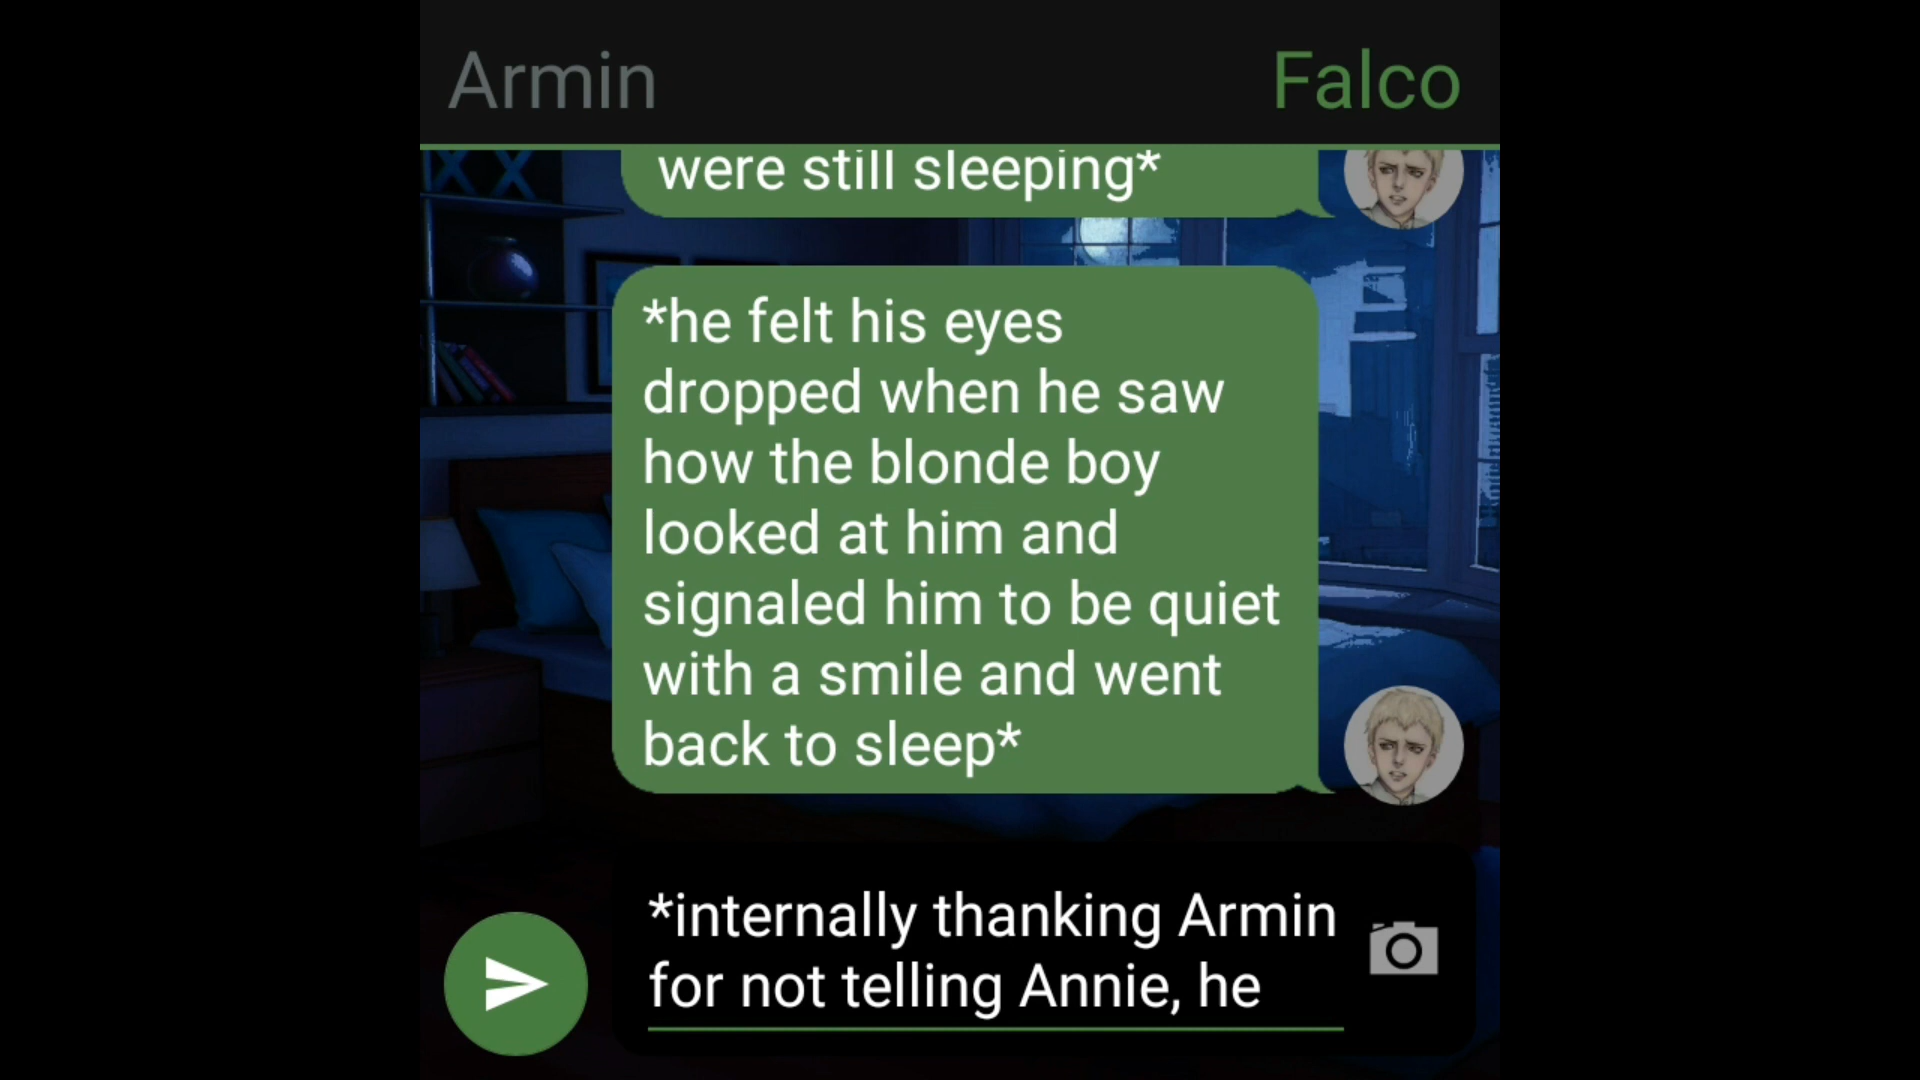 Armin
Falco
were still sleeping*
*he felt his eyes
dropped when he saw
how the blonde boy
looked at him and
signaled him to be quiet
with a smile and went
back to sleep*
*internally thanking Armin
for not telling Annie, he